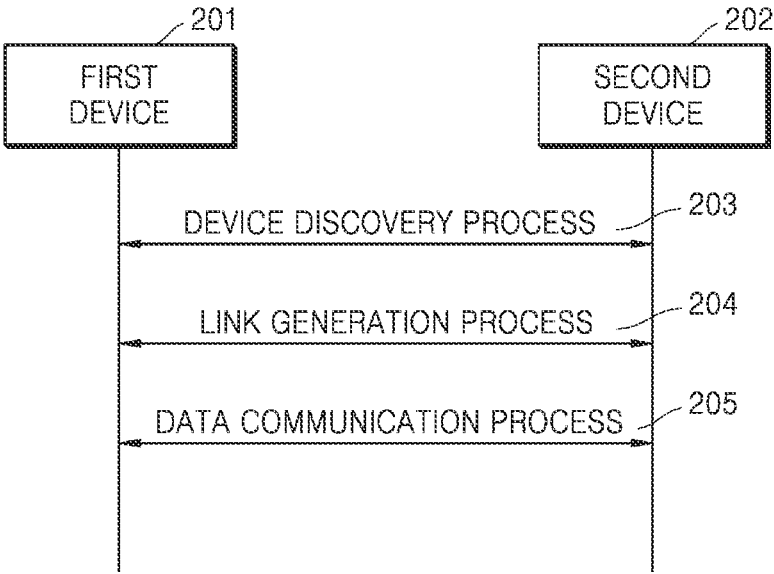 201
202
FIRST
DEVICE
SECOND
DEVICE
DEVICE DISCOVERY PROCESS
203
LINK GENERATION PROCESS
204
DATA COMMUNICATION PROCESS
205